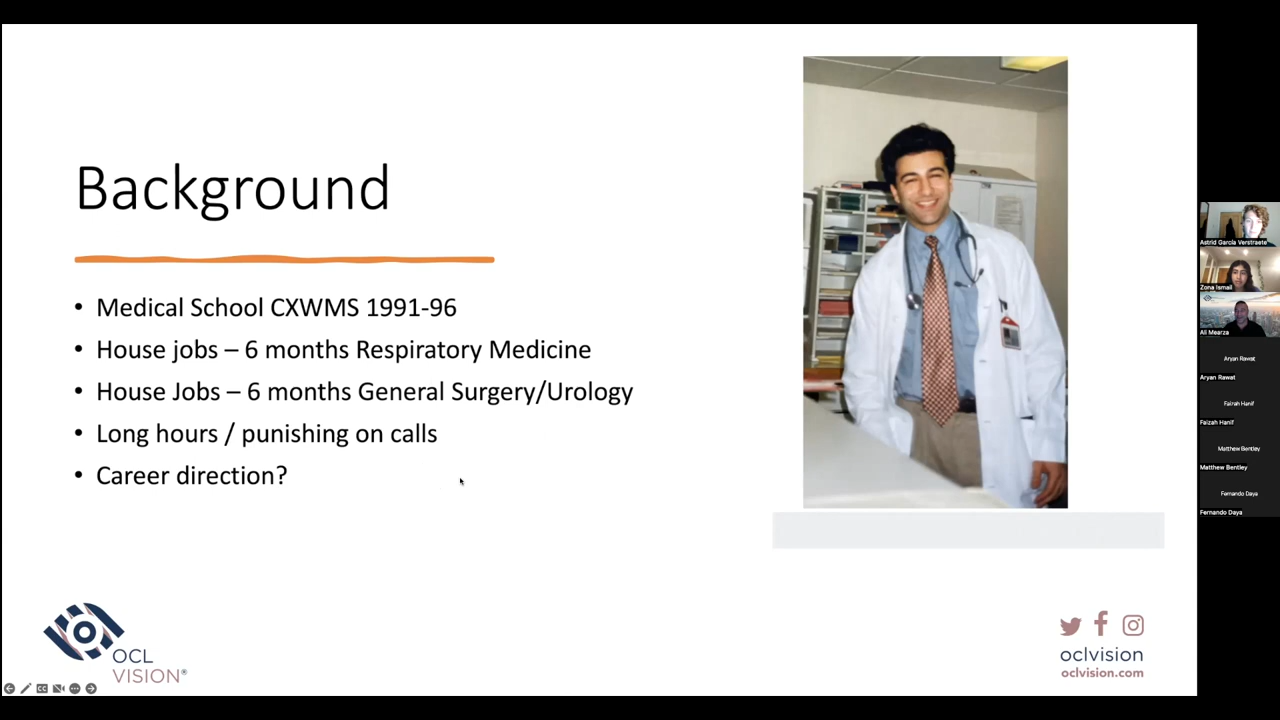 Background
• Medical School CXWMS 1991-96
• House jobs – 6 months Respiratory Medicine
• House Jobs – 6 months General Surgery/Urology
• Long hours / punishing on calls
• Career direction?
OCL
VISION®
oclvision
oclvision.com
Astrid García Verstraete
Zona Ismail
Ali Mearza
Aryan Rawat
Aryan Rawat
Faizah Hanif
Faizah Hanif
Matthew Bentley
Matthew Bentley
Fernando Daya
Fernando Daya